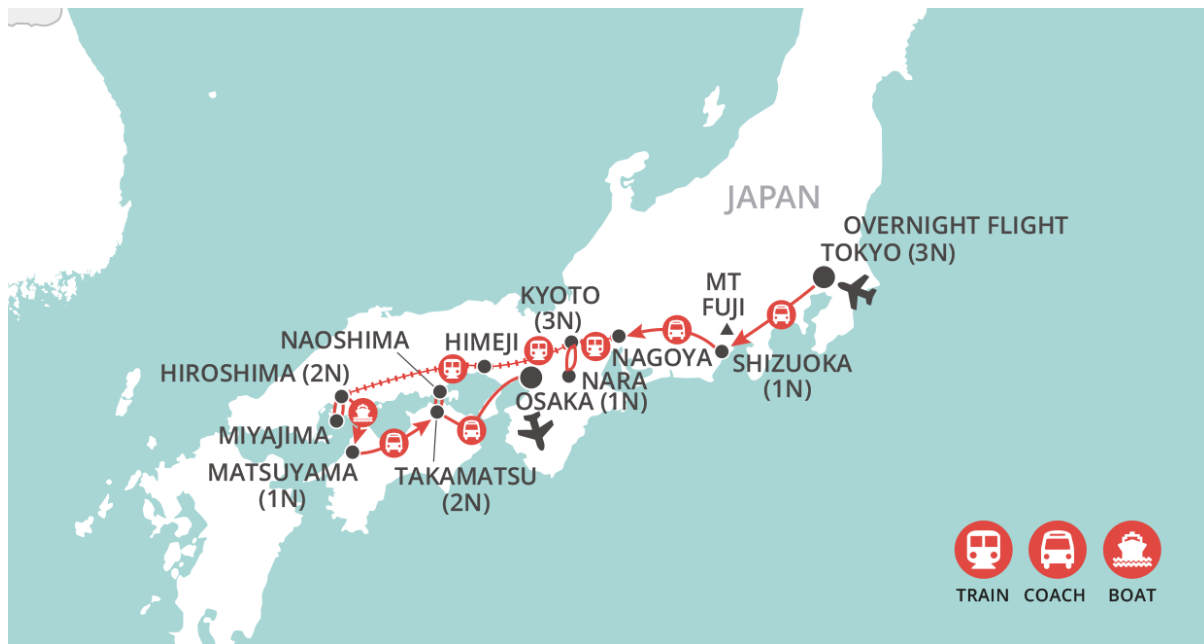 JAPAN
OVERNIGHT FLIGHT
TOKYO (3N)
MT
FUJI
KYOTO
(3N)
NAOSHIMA
HIMEJI
NAGOYA
SHIZUOKA
(1N)
HIROSHIMA (2N)
NARA
OSAKA (1N)
MIYAJIMA
MATSUYAMA
(1N)
TAKAMATSU
(2N)
TRAIN
COACH
BOAT